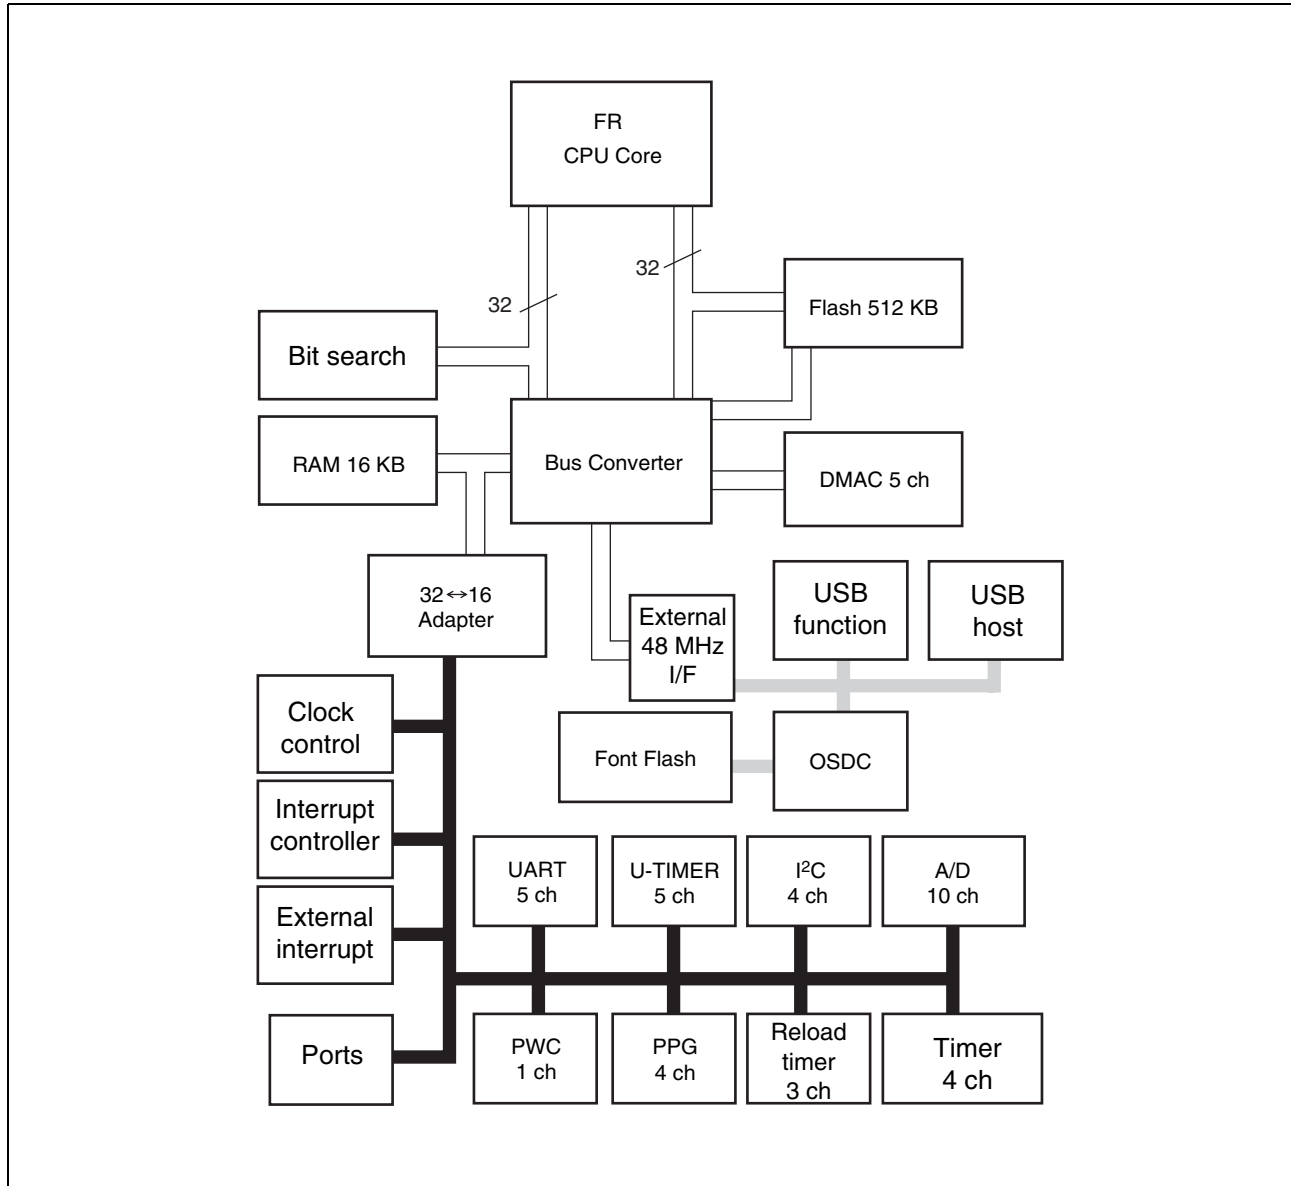 FR
CPU Core
32
32
Flash 512 KB
Bit search
RAM 16 KB
Bus Converter
DMAC 5 ch
32↔16
Adapter
External
48 MHz
I/F
USB
function
USB
host
Clock
control
Font Flash
OSDC
Interrupt
controller
External
interrupt
UART
5 ch
U-TIMER
5 ch
I²C
4 ch
A/D
10 ch
Ports
PWC
1 ch
PPG
4 ch
Reload
timer
3 ch
Timer
4 ch